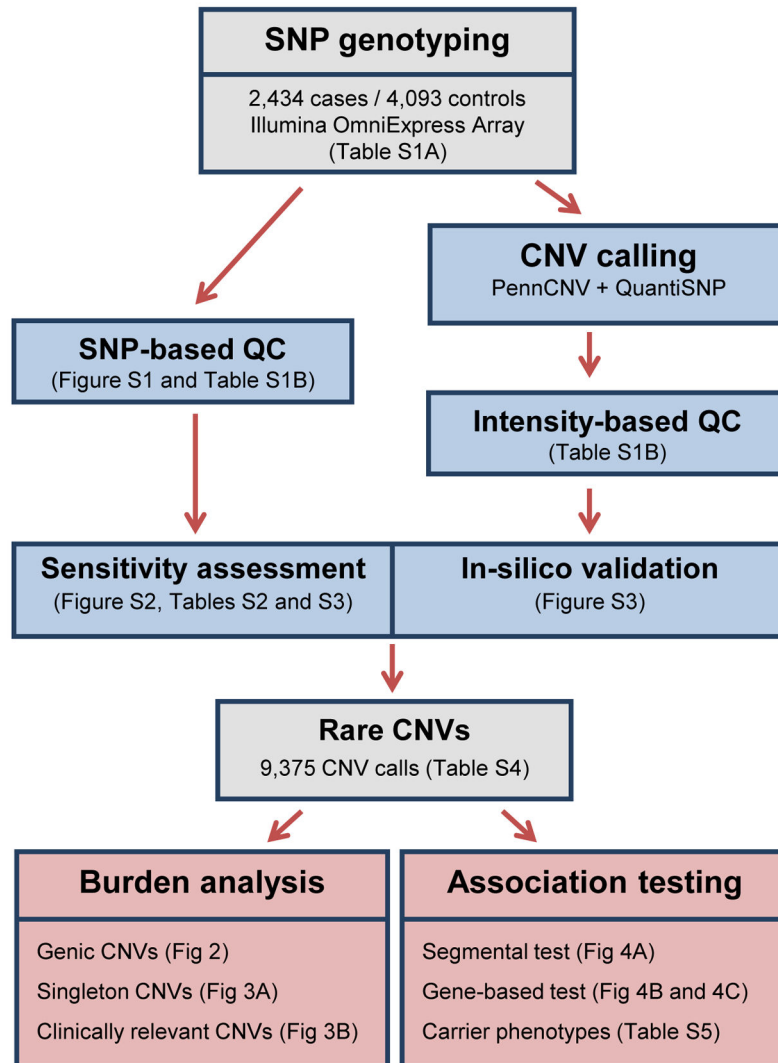 SNP genotyping
2,434 cases / 4,093 controls
Illumina OmniExpress Array
(Table S1A)
CNV calling
PennCNV + QuantiSNP
SNP-based QC
(Figure S1 and Table S1B)
Intensity-based QC
(Table S1B)
Sensitivity assessment
(Figure S2, Tables S2 and S3)
In-silico validation
(Figure S3)
Rare CNVs
9,375 CNV calls (Table S4)
Burden analysis
Genic CNVs (Fig 2)
Singleton CNVs (Fig 3A)
Clinically relevant CNVs (Fig 3B)
Association testing
Segmental test (Fig 4A)
Gene-based test (Fig 4B and 4C)
Carrier phenotypes (Table S5)